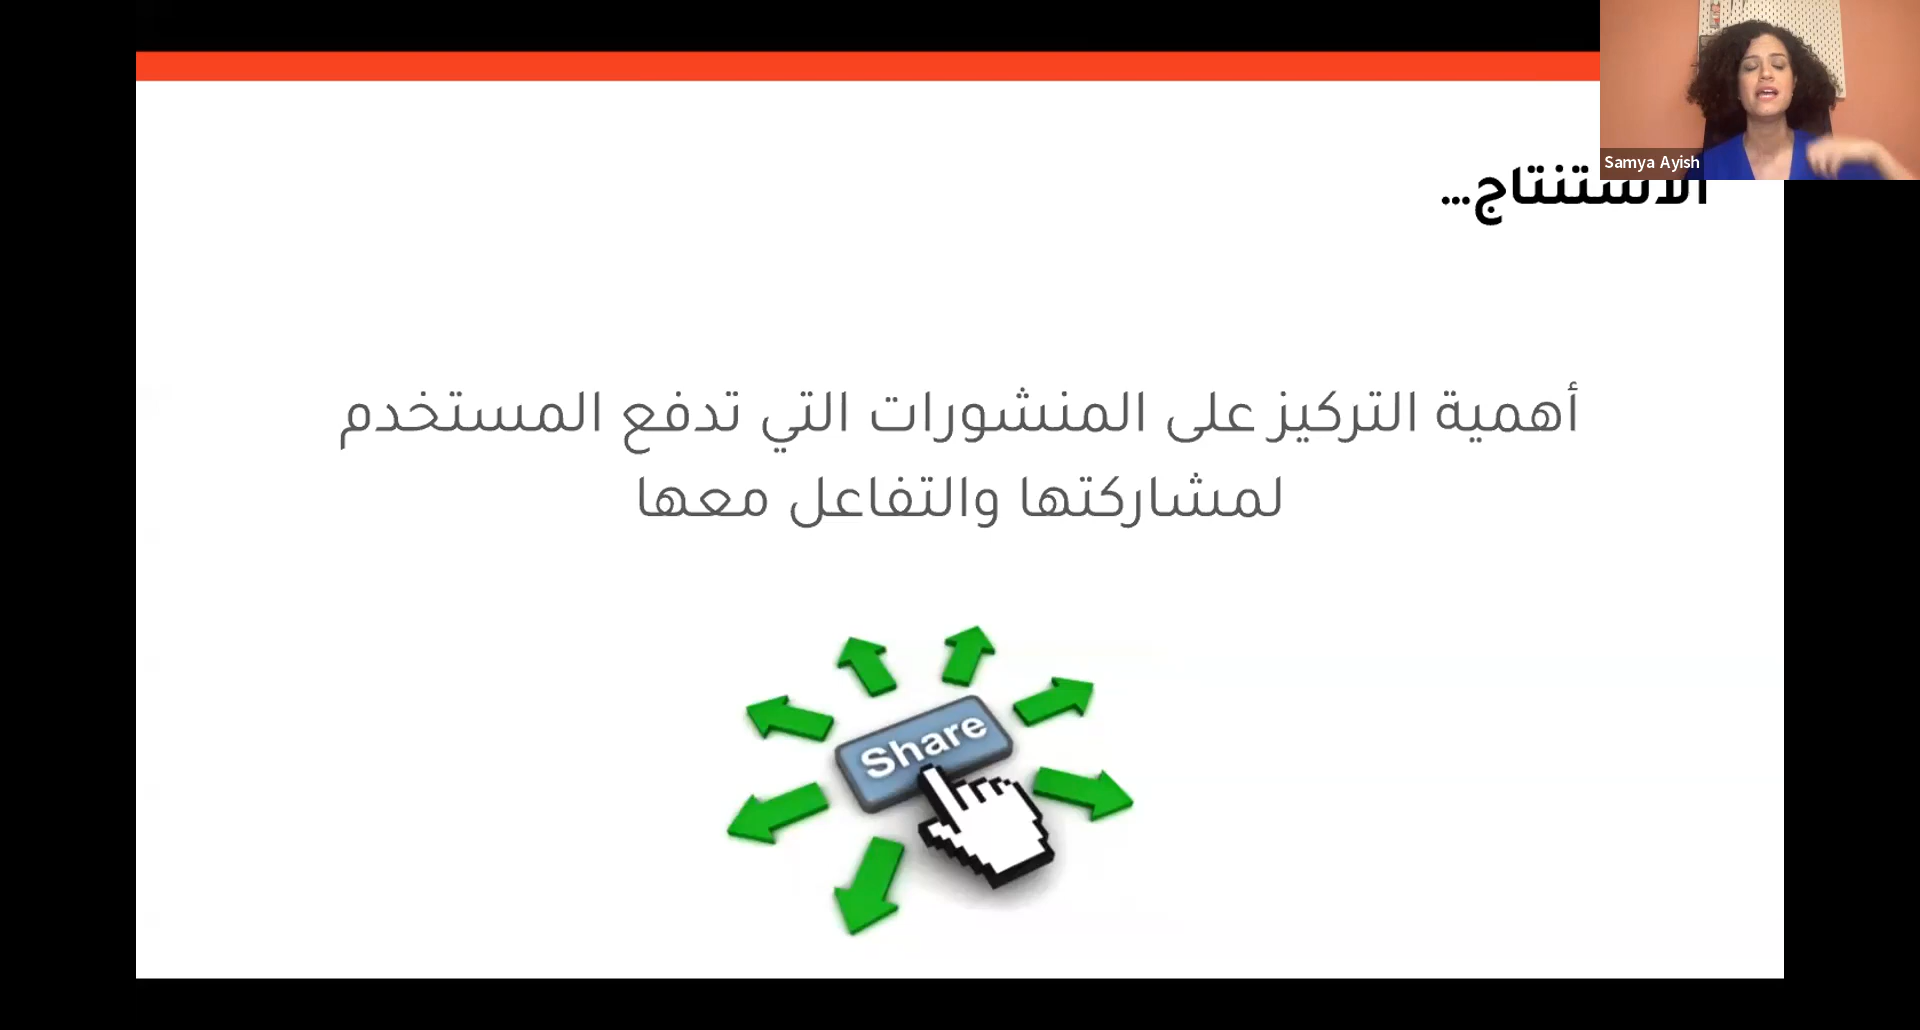 Samya Ayish
الاستنتاج...
أهمية التركيز على المنشورات التي تدفع المستخدم
لمشاركتها والتفاعل معها
Share